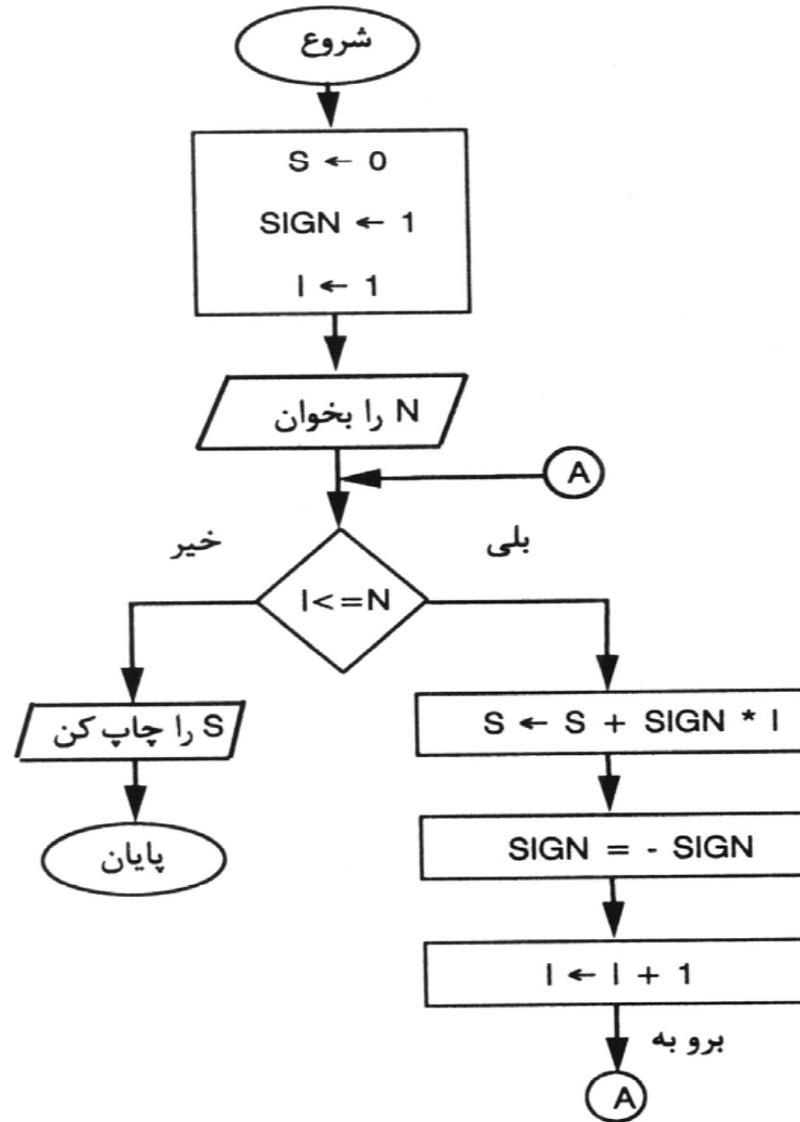 شروع
S ← 0
SIGN ← 1
I ← 1
N را بخوان
A
خیر
بلی
I<=N
S را چاپ کن
پایان
S ← S + SIGN * I
SIGN = - SIGN
I ← I + 1
برو به
A